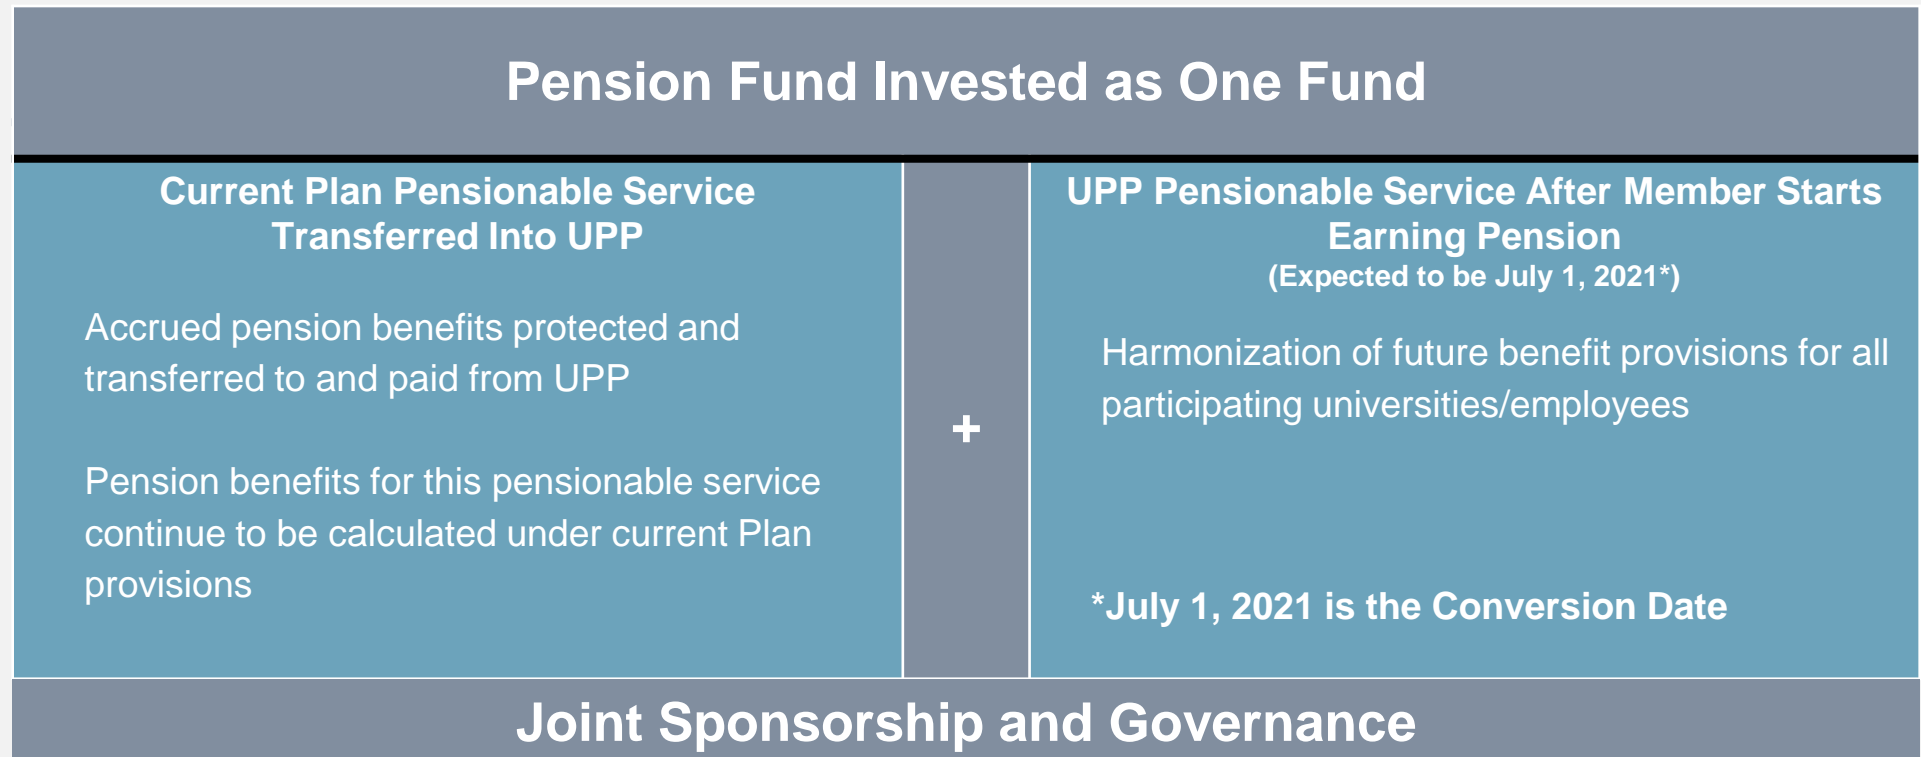 Pension Fund Invested as One Fund
Current Plan Pensionable Service
Transferred Into UPP
Accrued pension benefits protected and
transferred to and paid from UPP
Pension benefits for this pensionable service
continue to be calculated under current Plan
provisions
+
UPP Pensionable Service After Member Starts
Earning Pension
(Expected to be July 1, 2021*)
Harmonization of future benefit provisions for all
participating universities/employees
*July 1, 2021 is the Conversion Date
Joint Sponsorship and Governance